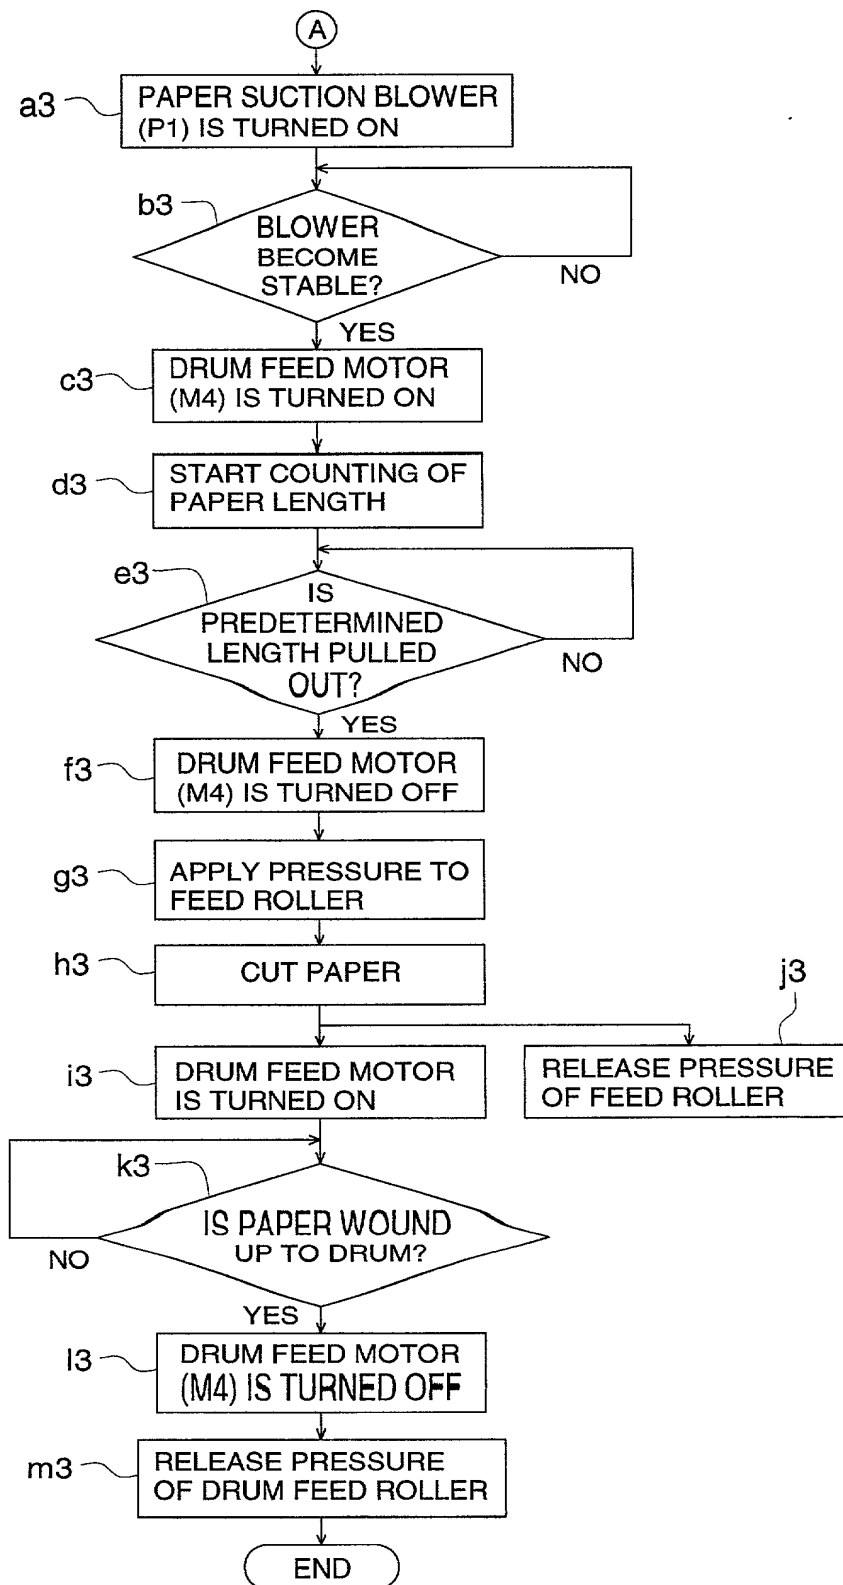 A
a3
PAPER SUCTION BLOWER
(P1) IS TURNED ON
b3
BLOWER
BECOME
STABLE?
NO
YES
c3
DRUM FEED MOTOR
(M4) IS TURNED ON
d3
START COUNTING OF
PAPER LENGTH
e3
IS
PREDETERMINED
LENGTH PULLED
OUT?
NO
YES
f3
DRUM FEED MOTOR
(M4) IS TURNED OFF
g3
APPLY PRESSURE TO
FEED ROLLER
h3
CUT PAPER
j3
i3
DRUM FEED MOTOR
IS TURNED ON
RELEASE PRESSURE
OF FEED ROLLER
k3
IS PAPER WOUND
UP TO DRUM?
NO
YES
l3
DRUM FEED MOTOR
(M4) IS TURNED OFF
m3
RELEASE PRESSURE
OF DRUM FEED ROLLER
END